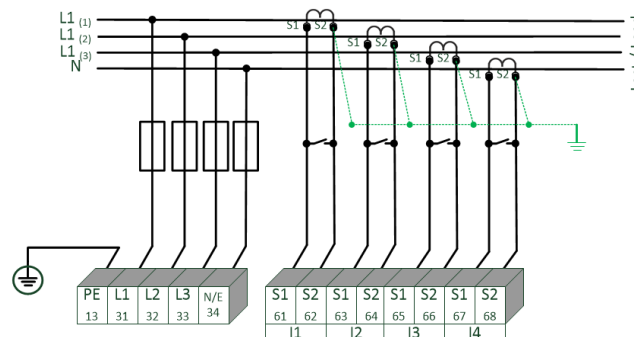 L1 (1)
L1 (2)
L1 (3)
N
S1 S2
S1 S2
S1 S2
S1 S2
PE L1 L2 L3 N/E
13 31 32 33 34
S1 S2 S1 S2 S1 S2 S1 S2
61 62 63 64 65 66 67 68
I1 I2 I3 I4